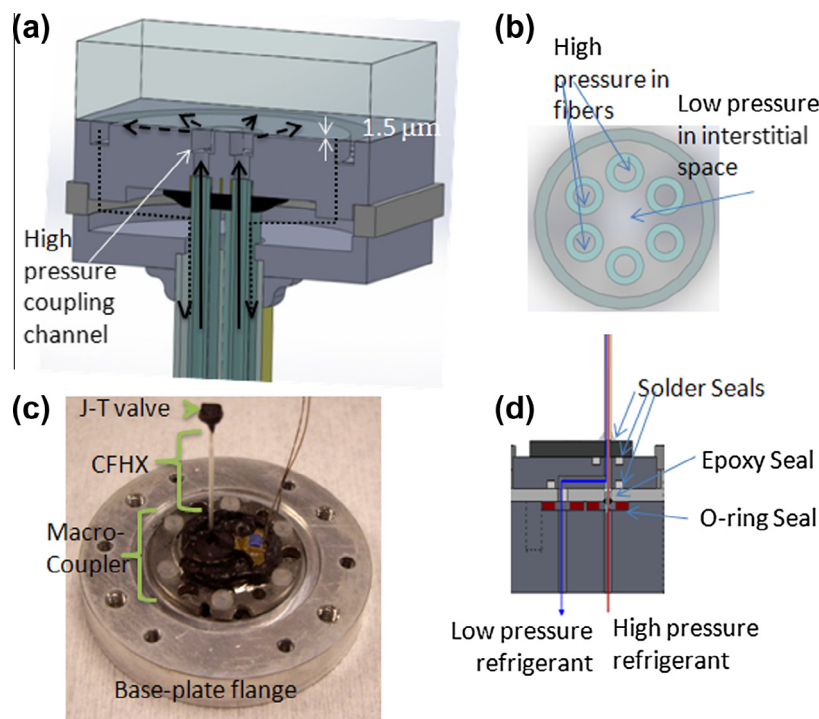 (a)
1.5 μm
High
pressure
coupling
channel
(b)
High
pressure in
fibers
Low pressure
in interstitial
space
(c)
J-T valve
CFHX
Macro-
Coupler
Base-plate flange
(d)
Solder Seals
Epoxy Seal
O-ring Seal
Low pressure
refrigerant
High pressure
refrigerant